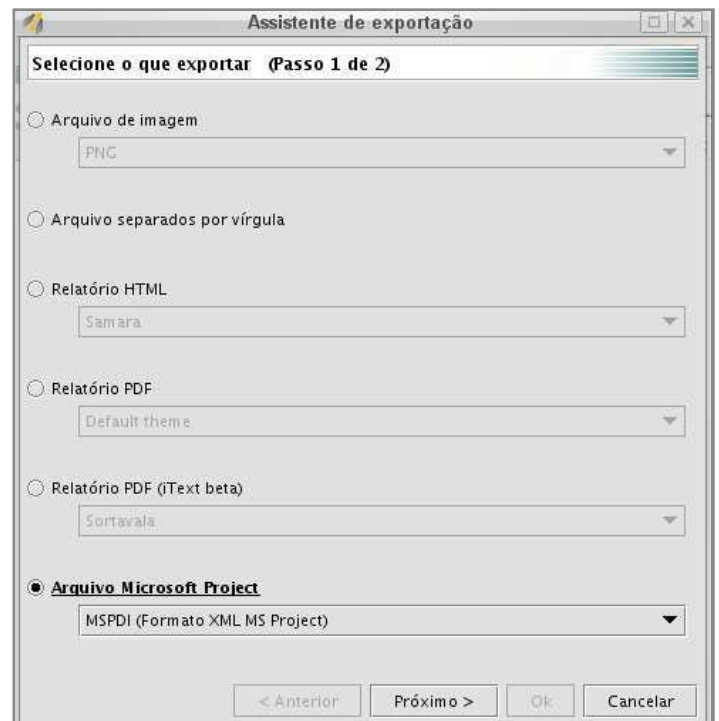 Assistente de exportação
Selecione o que exportar (Passo 1 de 2)
Arquivo de imagem
PNG
Arquivo separados por vírgula
Relatório HTML
Samara
Relatório PDF
Default theme
Relatório PDF (iText beta)
Sortavala
Arquivo Microsoft Project
MSPDI (Formato XML MS Project)
< Anterior
Próximo >
Ok
Cancelar